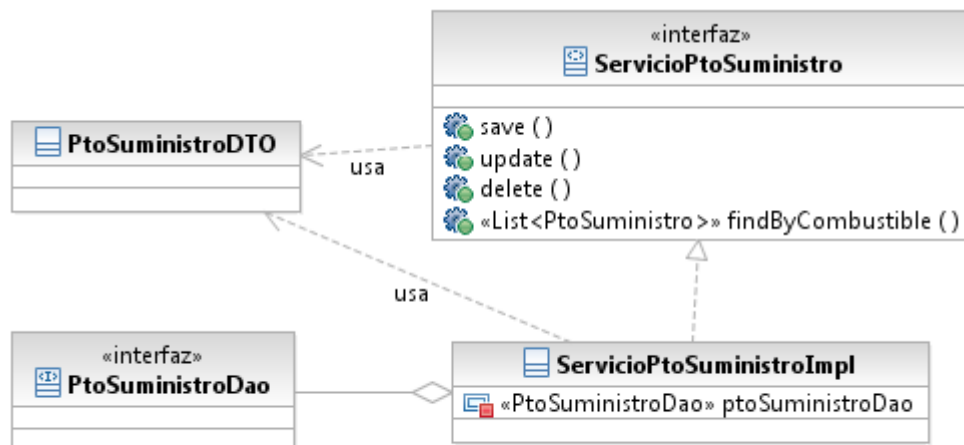 «interfaz»
ServicioPtoSuministro
save ( )
update ( )
delete ( )
«List<PtoSuministro>» findByCombustible ( )
PtoSuministroDTO
usa
usa
«interfaz»
PtoSuministroDao
ServicioPtoSuministroImpl
«PtoSuministroDao» ptoSuministroDao